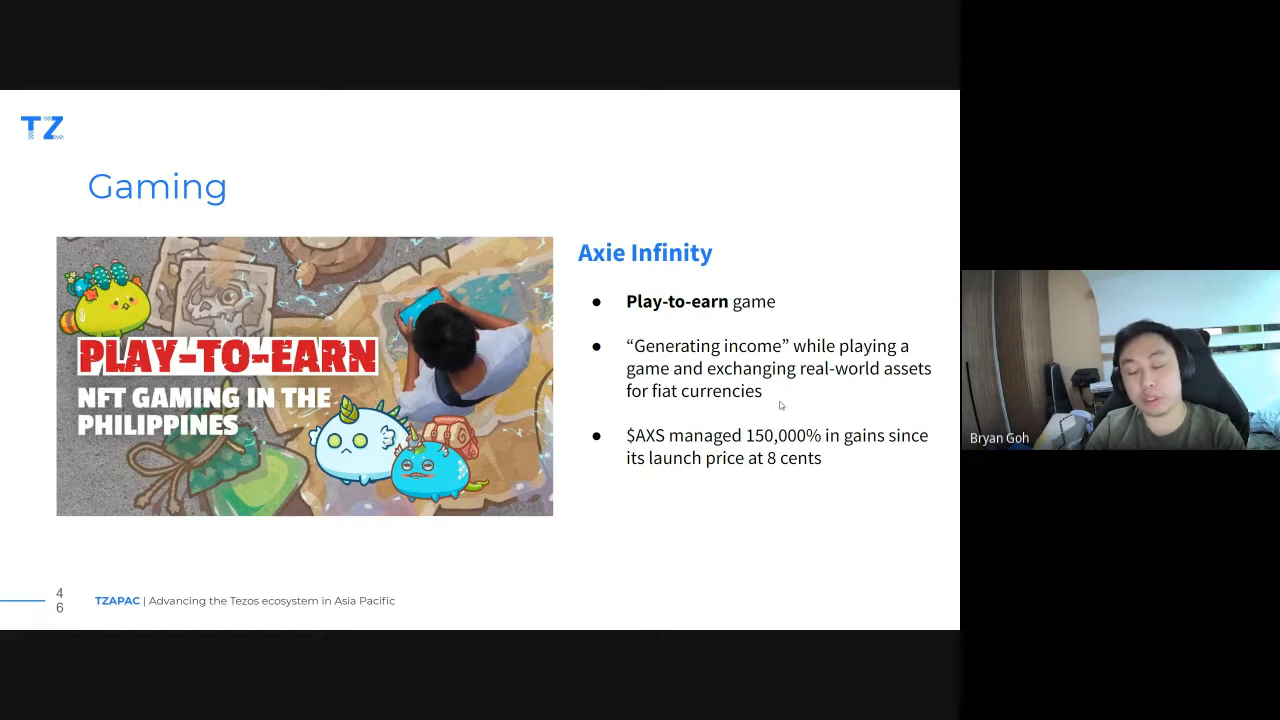 TZ
Gaming
PLAY-TO-EARN
NFT GAMING IN THE
PHILIPPINES
Axie Infinity
● Play-to-earn game
● “Generating income” while playing a
game and exchanging real-world assets
for fiat currencies
● $AXS managed 150,000% in gains since
its launch price at 8 cents
Bryan Goh
4
6
TZAPAC | Advancing the Tezos ecosystem in Asia Pacific